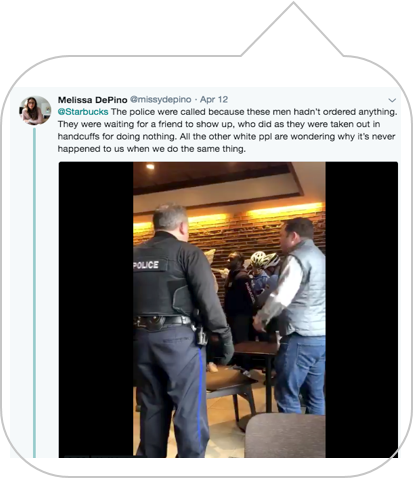 Melissa DePino @missydepino · Apr 12
@Starbucks The police were called because these men hadn't ordered anything.
They were waiting for a friend to show up, who did as they were taken out in
handcuffs for doing nothing. All the other white ppl are wondering why it's never
happened to us when we do the same thing.
POLICE